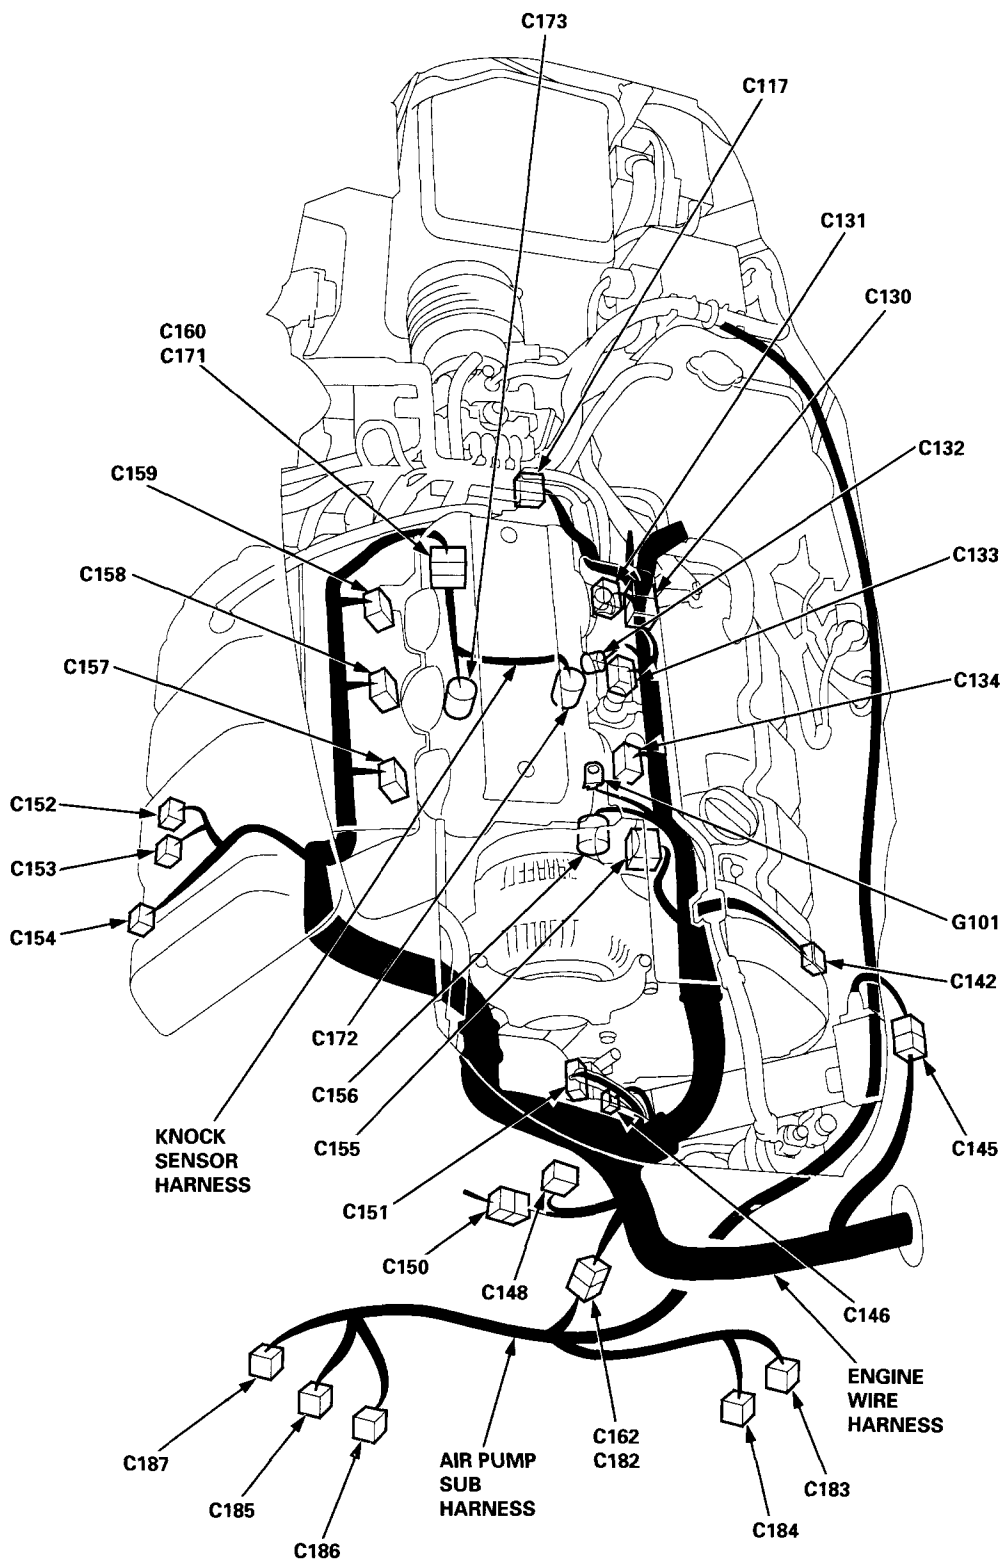 C173
C117
C131
C130
C160
C171
C132
C159
C133
C158
C157
C134
C152
C153
G101
C154
C142
C172
C156
KNOCK
SENSOR
HARNESS
C155
C145
C151
C150
C148
C146
ENGINE
WIRE
HARNESS
C162
C182
C187
AIR PUMP
SUB
HARNESS
C183
C185
C184
C186